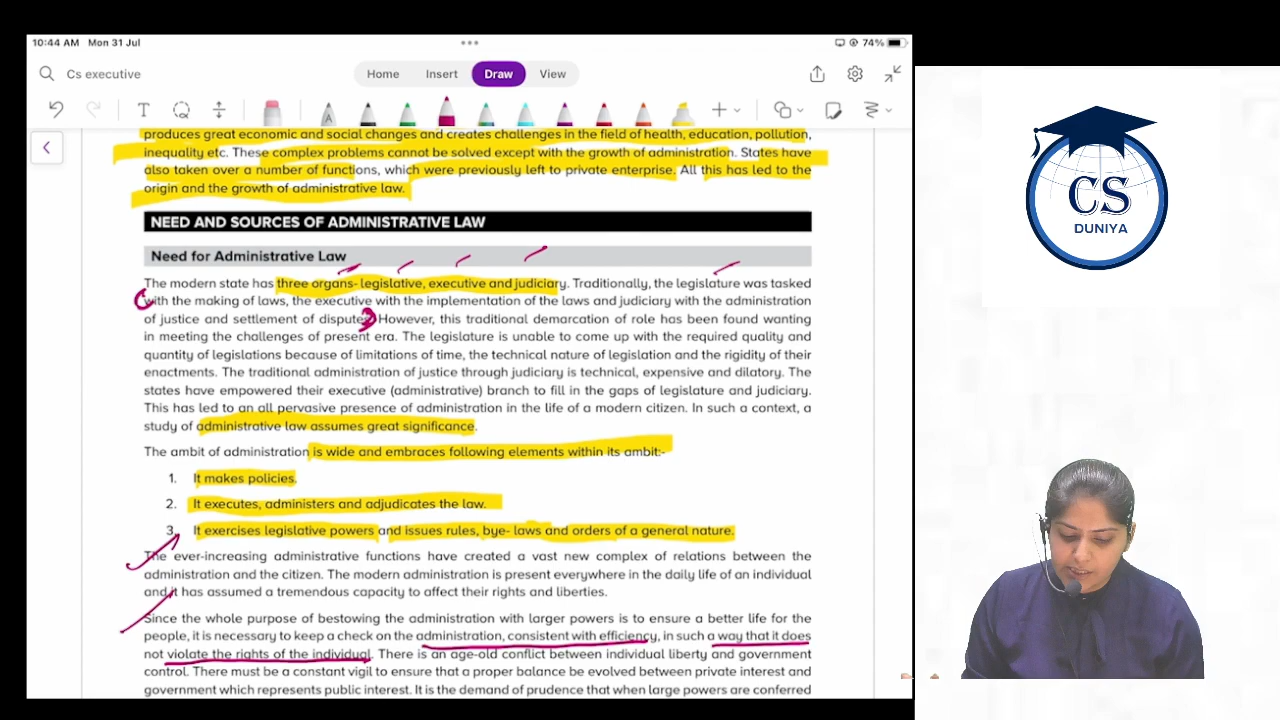 10:44 AM Mon 31 Jul
74%
Cs executive
Home Insert Draw View
produces great economic and social changes and creates challenges in the field of health, education, pollution,
inequality etc. These complex problems cannot be solved except with the growth of administration. States have
also taken over a number of functions, which were previously left to private enterprise. All this has led to the
origin and the growth of administrative law.
NEED AND SOURCES OF ADMINISTRATIVE LAW
Need for Administrative Law
The modern state has three organs- legislative, executive and judiciary. Traditionally, the legislature was tasked
with the making of laws, the executive with the implementation of the laws and judiciary with the administration
of justice and settlement of disputes. However, this traditional demarcation of role has been found wanting
in meeting the challenges of present era. The legislature is unable to come up with the required quality and
quantity of legislations because of limitations of time, the technical nature of legislation and the rigidity of their
enactments. The traditional administration of justice through judiciary is technical, expensive and dilatory. The
states have empowered their executive (administrative) branch to fill in the gaps of legislature and judiciary.
This has led to an all pervasive presence of administration in the life of a modern citizen. In such a context, a
study of administrative law assumes great significance.
The ambit of administration is wide and embraces following elements within its ambit:-
1. It makes policies.
2. It executes, administers and adjudicates the law.
3. It exercises legislative powers and issues rules, bye- laws and orders of a general nature.
The ever-increasing administrative functions have created a vast new complex of relations between the
administration and the citizen. The modern administration is present everywhere in the daily life of an individual
and it has assumed a tremendous capacity to affect their rights and liberties.
Since the whole purpose of bestowing the administration with larger powers is to ensure a better life for the
people, it is necessary to keep a check on the administration, consistent with efficiency, in such a way that it does
not violate the rights of the individual. There is an age-old conflict between individual liberty and government
control. There must be a constant vigil to ensure that a proper balance be evolved between private interest and
government which represents public interest. It is the demand of prudence that when large powers are conferred
CS
DUNIYA